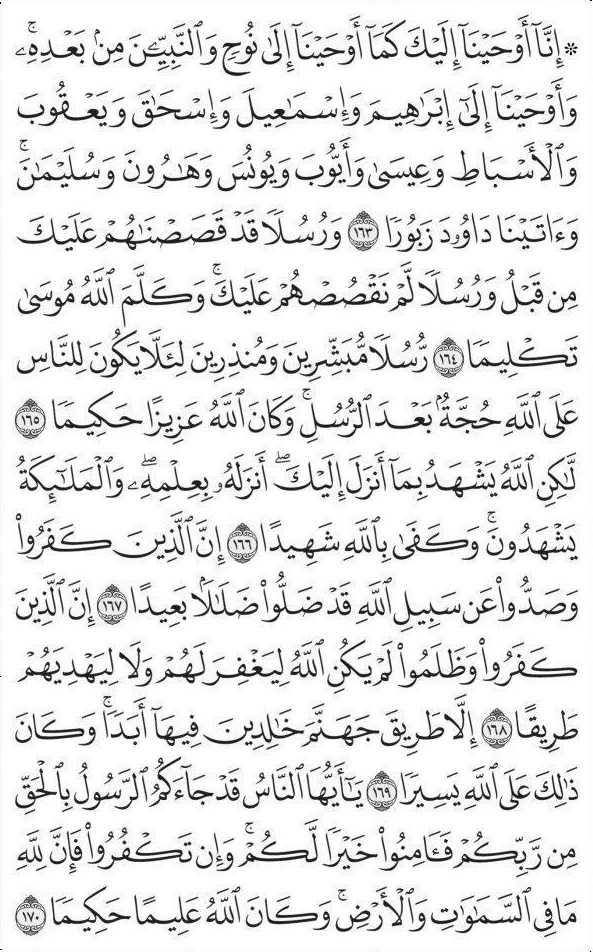 ۞ إِنَّآ أَوْحَيْنَآ إِلَيْكَ كَمَآ أَوْحَيْنَآ إِلَىٰ نُوحٍ وَٱلنَّبِيِّـۧنَ مِنۢ بَعْدِهِۦۚ
وَأَوْحَيْنَآ إِلَىٰٓ إِبْرَٰهِيمَ وَإِسْمَٰعِيلَ وَإِسْحَٰقَ وَيَعْقُوبَ
وَٱلْأَسْبَاطِ وَعِيسَىٰ وَأَيُّوبَ وَيُونُسَ وَهَٰرُونَ وَسُلَيْمَٰنَۚ
وَءَاتَيْنَا دَاوُۥدَ زَبُورًا ١٦٣ وَرُسُلًا قَدْ قَصَصْنَٰهُمْ عَلَيْكَ
مِن قَبْلُ وَرُسُلًا لَّمْ نَقْصُصْهُمْ عَلَيْكَۚ وَكَلَّمَ ٱللَّهُ مُوسَىٰ
تَكْلِيمًا ١٦٤ رُّسُلًا مُّبَشِّرِينَ وَمُنذِرِينَ لِئَلَّا يَكُونَ لِلنَّاسِ
عَلَى ٱللَّهِ حُجَّةٌۢ بَعْدَ ٱلرُّسُلِۚ وَكَانَ ٱللَّهُ عَزِيزًا حَكِيمًا ١٦٥
لَّٰكِنِ ٱللَّهُ يَشْهَدُ بِمَآ أَنزَلَ إِلَيْكَۖ أَنزَلَهُۥ بِعِلْمِهِۦۖ وَٱلْمَلَٰٓئِكَةُ
يَشْهَدُونَۚ وَكَفَىٰ بِٱللَّهِ شَهِيدًا ١٦٦ إِنَّ ٱلَّذِينَ كَفَرُوا۟
وَصَدُّوا۟ عَن سَبِيلِ ٱللَّهِ قَدْ ضَلُّوا۟ ضَلَٰلًۢا بَعِيدًا ١٦٧ إِنَّ ٱلَّذِينَ
كَفَرُوا۟ وَظَلَمُوا۟ لَمْ يَكُنِ ٱللَّهُ لِيَغْفِرَ لَهُمْ وَلَا لِيَهْدِيَهُمْ
طَرِيقًا ١٦٨ إِلَّا طَرِيقَ جَهَنَّمَ خَٰلِدِينَ فِيهَآ أَبَدًاۚ وَكَانَ
ذَٰلِكَ عَلَى ٱللَّهِ يَسِيرًا ١٦٩ يَٰٓأَيُّهَا ٱلنَّاسُ قَدْ جَآءَكُمُ ٱلرَّسُولُ بِٱلْحَقِّ
مِن رَّبِّكُمْ فَـَٔامِنُوا۟ خَيْرًا لَّكُمْۚ وَإِن تَكْفُرُوا۟ فَإِنَّ لِلَّهِ
مَا فِى ٱلسَّمَٰوَٰتِ وَٱلْأَرْضِۚ وَكَانَ ٱللَّهُ عَلِيمًا حَكِيمًا ١٧٠